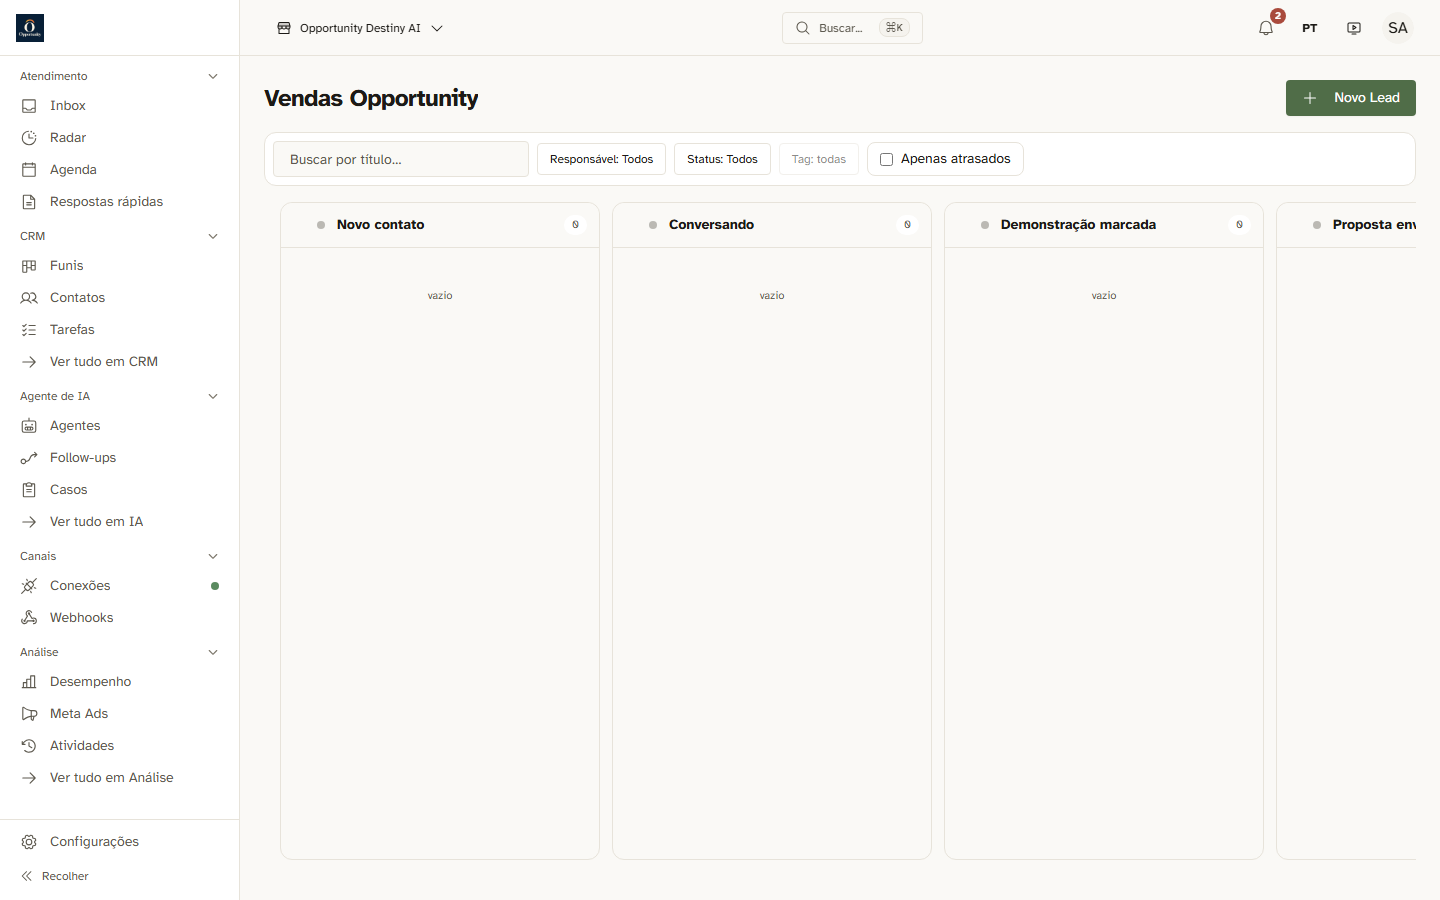 Opportunity
Opportunity Destiny AI
Buscar...
⌘K
2
PT
SA
Atendimento
Inbox
Radar
Agenda
Respostas rápidas
CRM
Funis
Contatos
Tarefas
Ver tudo em CRM
Agente de IA
Agentes
Follow-ups
Casos
Ver tudo em IA
Canais
Conexões
Webhooks
Análise
Desempenho
Meta Ads
Atividades
Ver tudo em Análise
Configurações
Recolher
Vendas Opportunity
Novo Lead
Buscar por título...
Responsável: Todos
Status: Todos
Tag: todas
Apenas atrasados
Novo contato 0
vazio
Conversando 0
vazio
Demonstração marcada 0
vazio
Proposta env